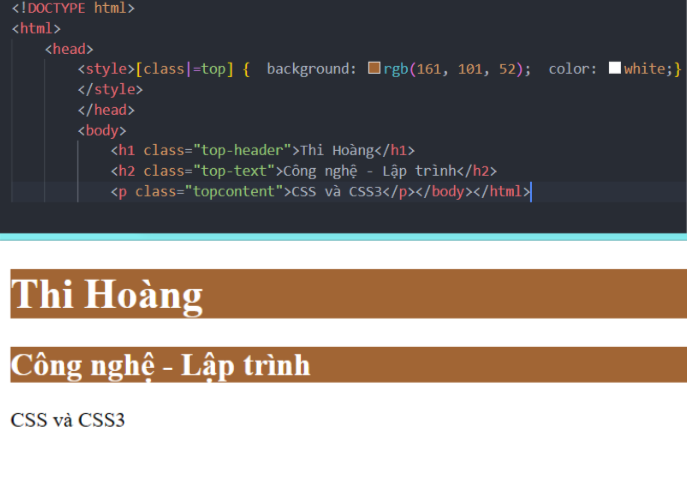 <!DOCTYPE html>
<html>
<head>
<style>[class|=top] {  background: rgb(161, 101, 52);  color: white;}
</style>
</head>
<body>
<h1 class="top-header">Thi Hoàng</h1>
<h2 class="top-text">Công nghệ - Lập trình</h2>
<p class="topcontent">CSS và CSS3</p></body></html>
Thi Hoàng
Công nghệ - Lập trình
CSS và CSS3